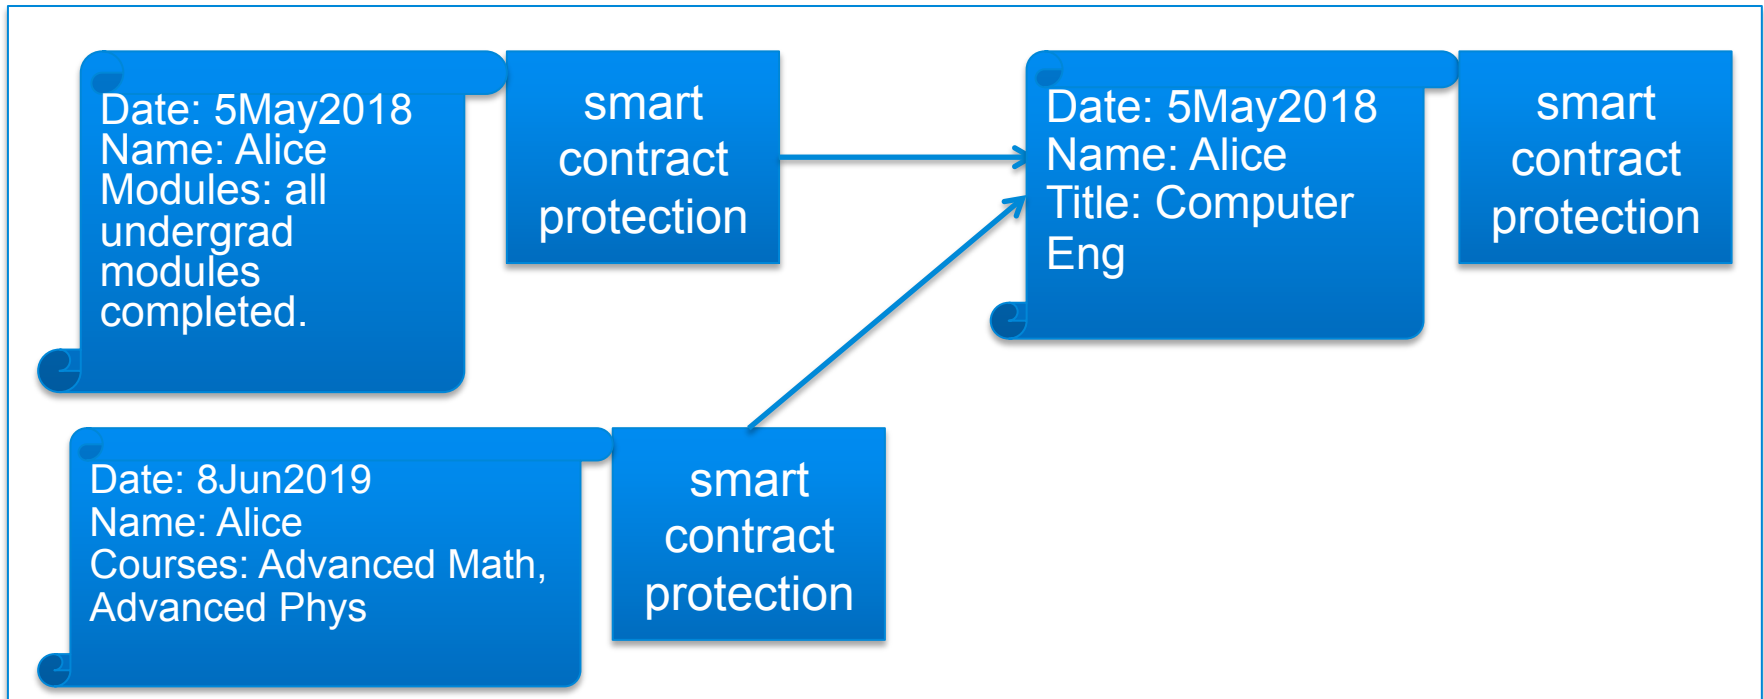 Date: 5May2018
Name: Alice
Modules: all
undergrad
modules
completed.
smart
contract
protection
Date: 5May2018
Name: Alice
Title: Computer
Eng
smart
contract
protection
Date: 8Jun2019
Name: Alice
Courses: Advanced Math,
Advanced Phys
smart
contract
protection